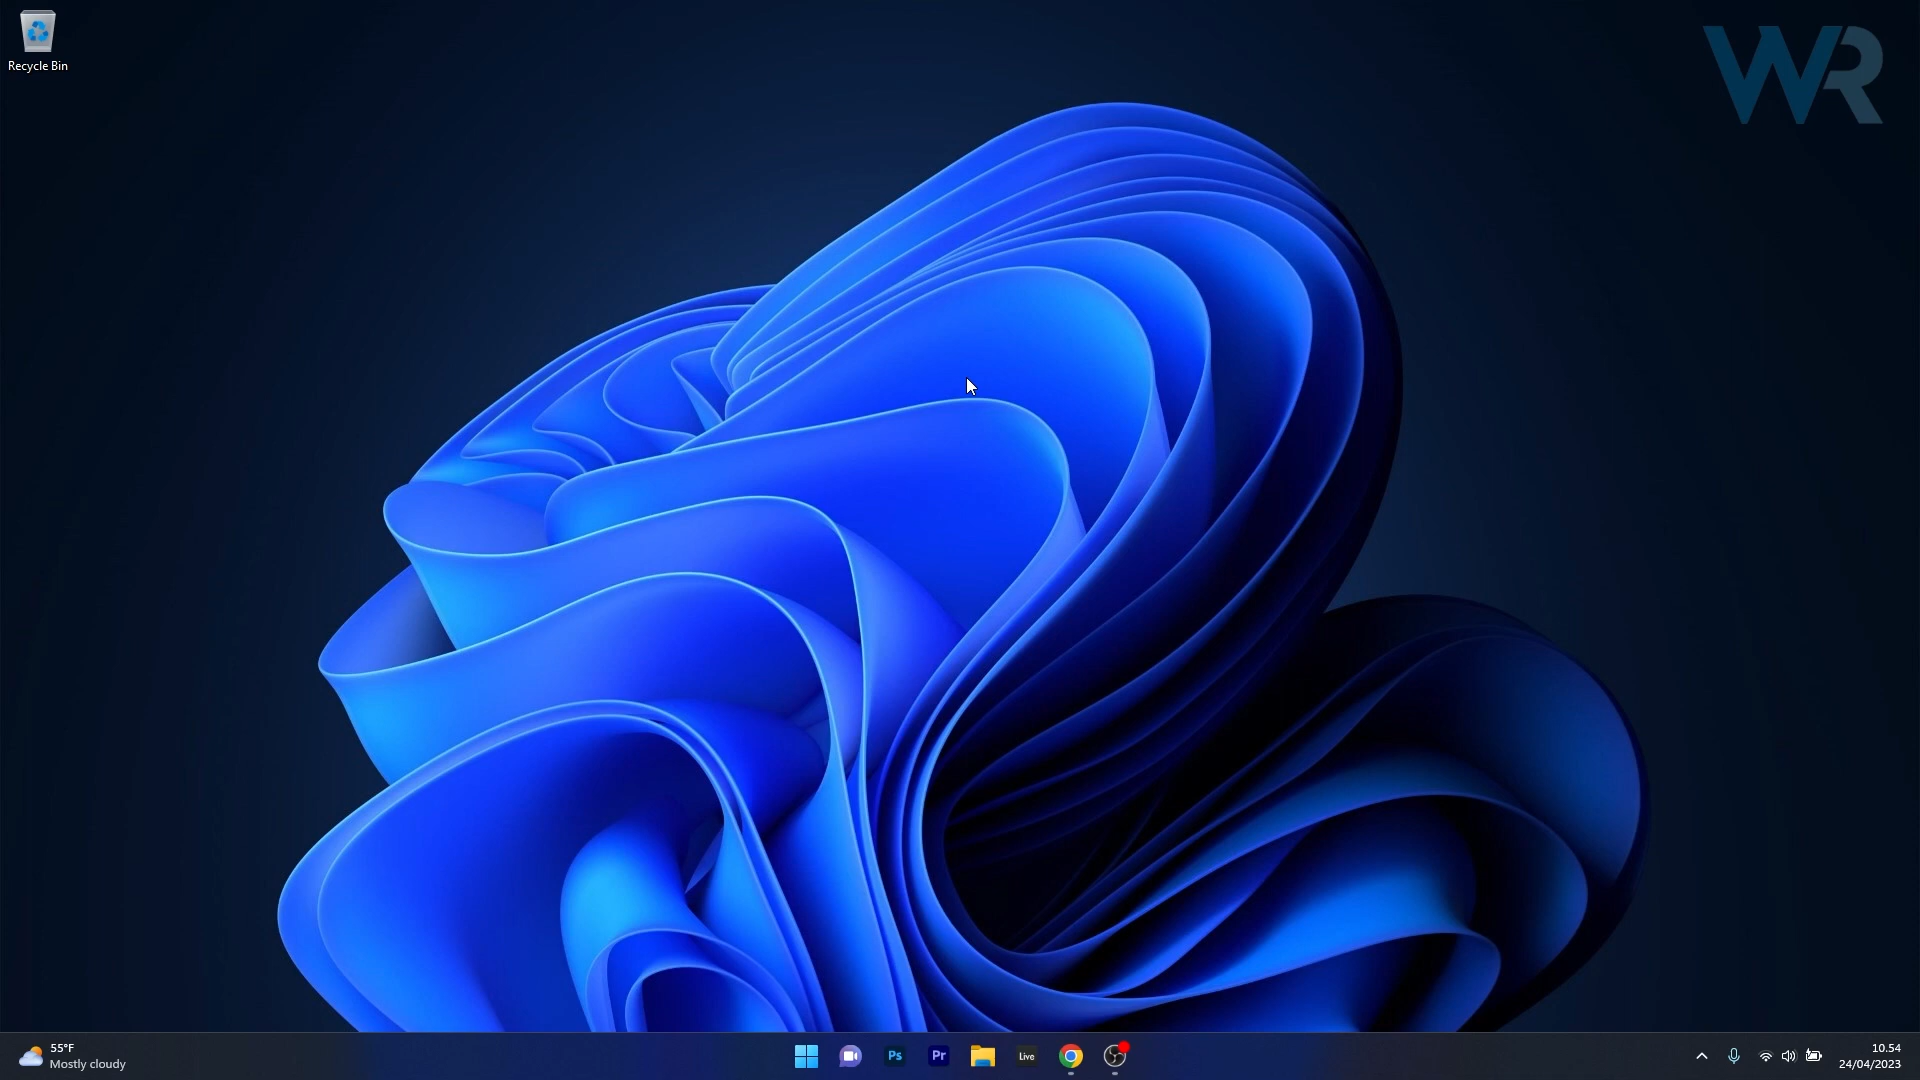 Recycle Bin
WR
55°F
Mostly cloudy
Ps
Pr
Live
10.54
24/04/2023